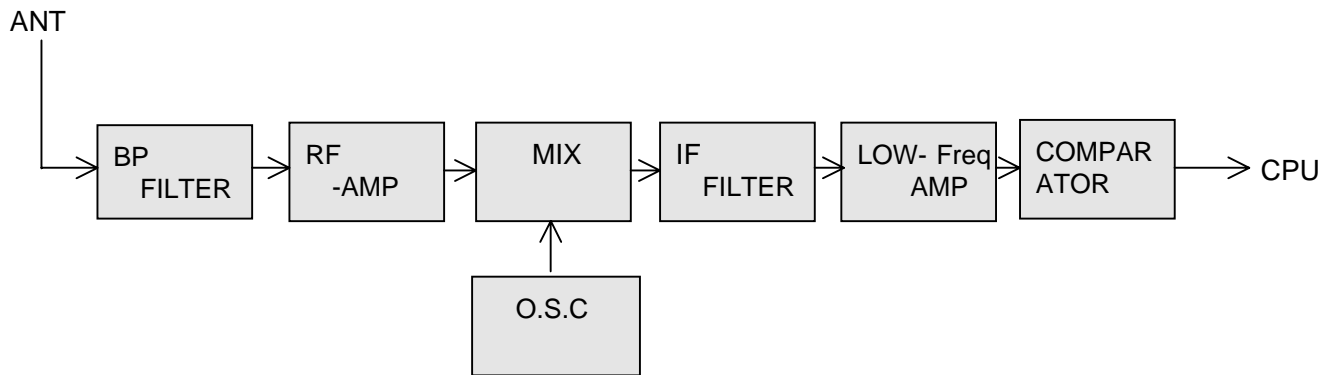 ANT
BP
FILTER
RF
-AMP
MIX
IF
FILTER
LOW- Freq
AMP
COMPAR
ATOR
CPU
O.S.C